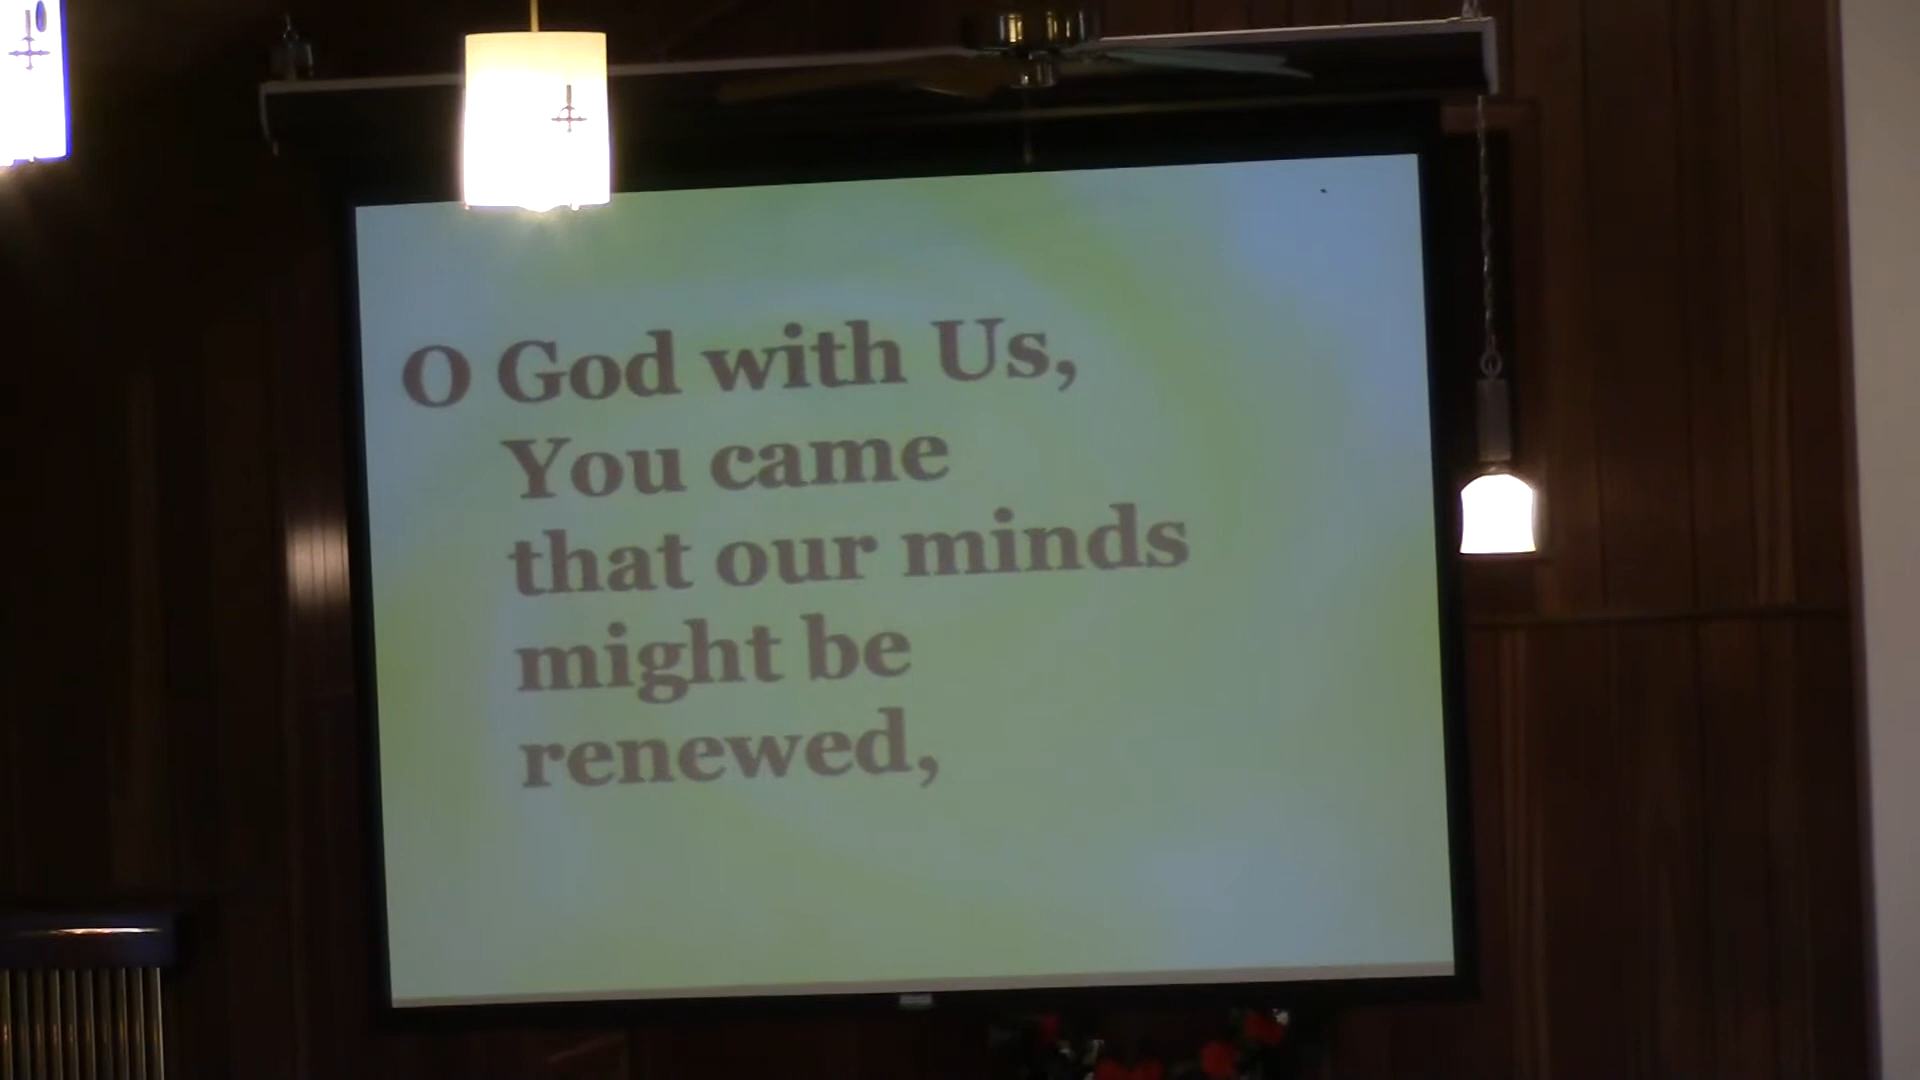 O God with Us,
You came
that our minds
might be
renewed,